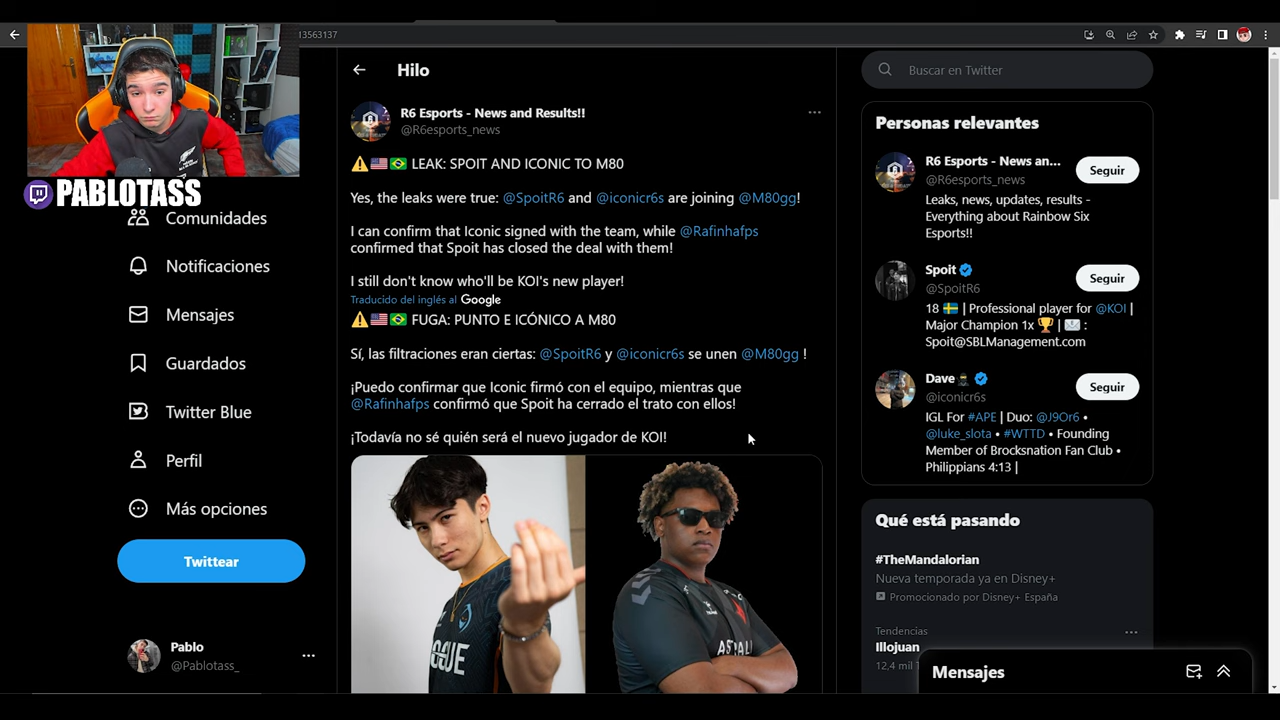 13563137
PABLOTASS
Comunidades
Notificaciones
Mensajes
Guardados
Twitter Blue
Perfil
Más opciones
Twittear
Pablo
@Pablotass_
Hilo
R6 Esports - News and Results!!
@R6esports_news
⚠️🇺🇸🇧🇷 LEAK: SPOIT AND ICONIC TO M80
Yes, the leaks were true: @SpoitR6 and @iconicr6s are joining @M80gg!
I can confirm that Iconic signed with the team, while @Rafinhafps
confirmed that Spoit has closed the deal with them!
I still don't know who'll be KOI's new player!
Traducido del inglés al Google
⚠️🇺🇸🇧🇷 FUGA: PUNTO E ICÓNICO A M80
Sí, las filtraciones eran ciertas: @SpoitR6 y @iconicr6s se unen @M80gg !
¡Puedo confirmar que Iconic firmó con el equipo, mientras que
@Rafinhafps confirmó que Spoit ha cerrado el trato con ellos!
¡Todavía no sé quién será el nuevo jugador de KOI!
Buscar en Twitter
Personas relevantes
R6 Esports - News an...
@R6esports_news
Seguir
Leaks, news, updates, results -
Everything about Rainbow Six
Esports!!
Spoit
@SpoitR6
Seguir
18 🇸🇪 | Professional player for @KOI |
Major Champion 1x 🏆 | ✉️ :
Spoit@SBLManagement.com
Dave
@iconicr6s
Seguir
IGL For #APE | Duo: @J9Or6 •
@luke_slota • #WTTD • Founding
Member of Brocksnation Fan Club •
Philippians 4:13 |
Qué está pasando
#TheMandalorian
Nueva temporada ya en Disney+
Promocionado por Disney+ España
Tendencias
Illojuan
12,4 mil
Mensajes